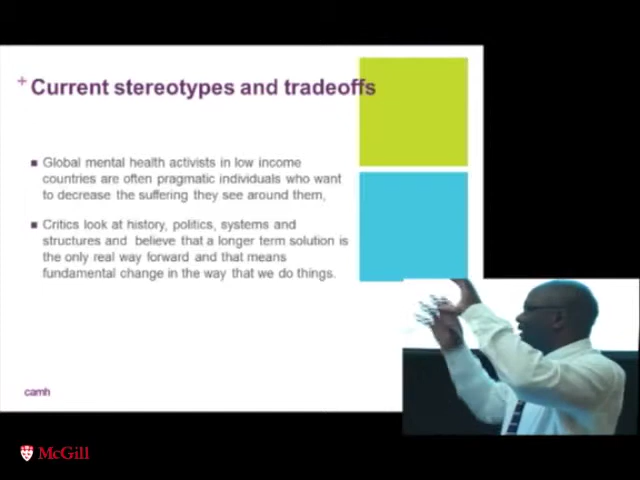 + Current stereotypes and tradeoffs
Global mental health activists in low income
countries are often pragmatic individuals who want
to decrease the suffering they see around them,
Critics look at history, politics, systems and
structures and believe that a longer term solution is
the only real way forward and that means
fundamental change in the way that we do things.
camh
McGill